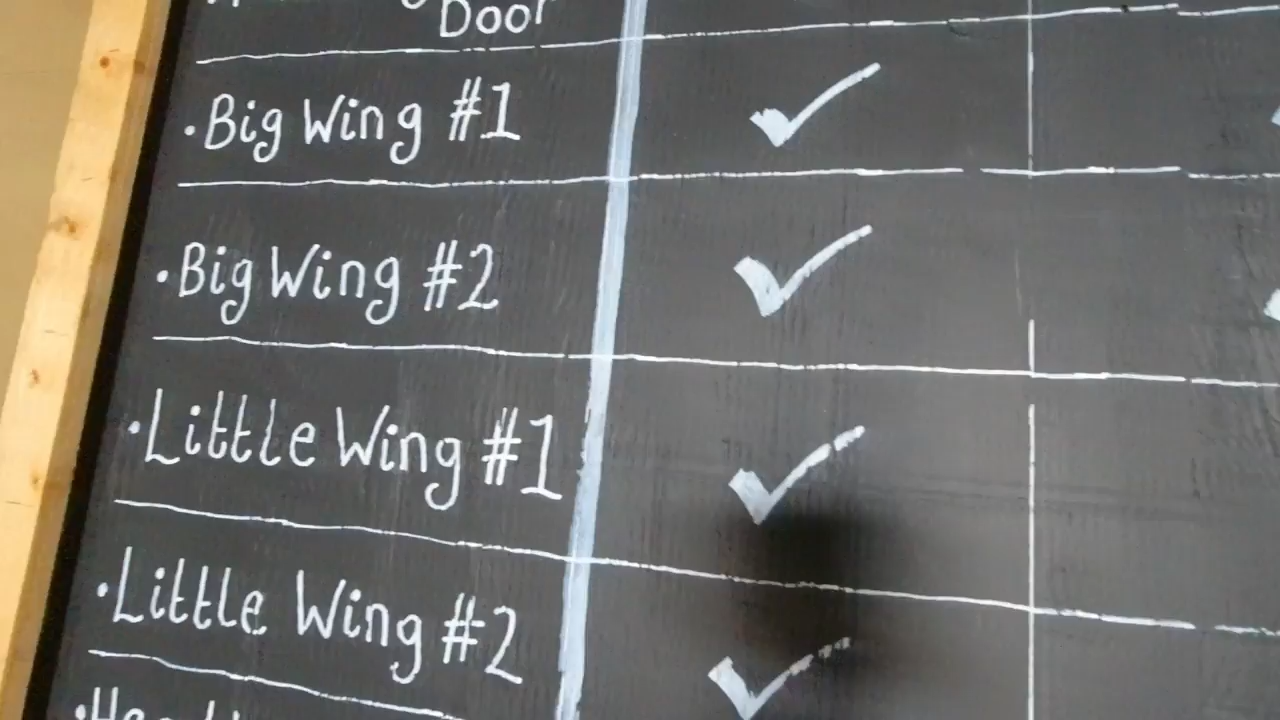 Door
· Big Wing #1
· Big Wing #2
· Little Wing #1
· Little Wing #2